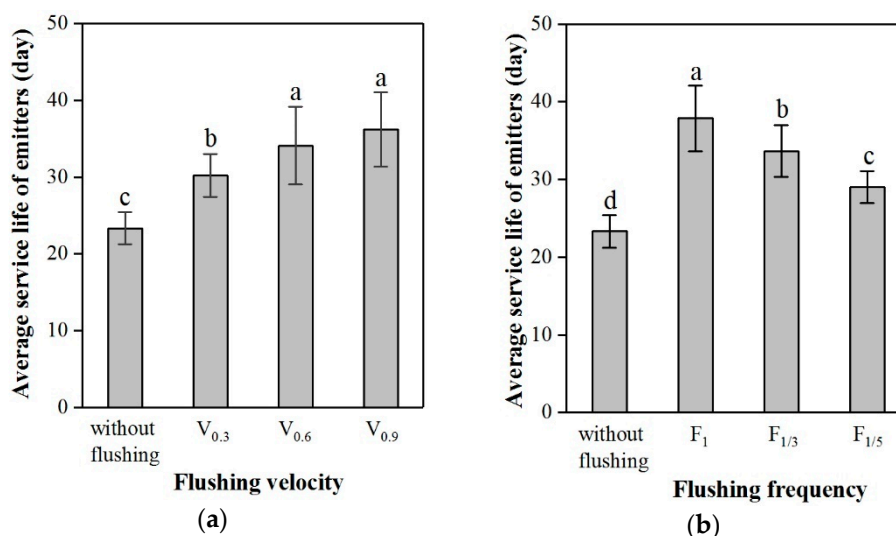 Average service life of emitters (day)
50
40
30
20
10
0
c
b
a
a
without
flushing
V0.3
V0.6
V0.9
Flushing velocity
(a)
Average service life of emitters (day)
50
40
30
20
10
0
d
a
b
c
without
flushing
F1
F1/3
F1/5
Flushing frequency
(b)